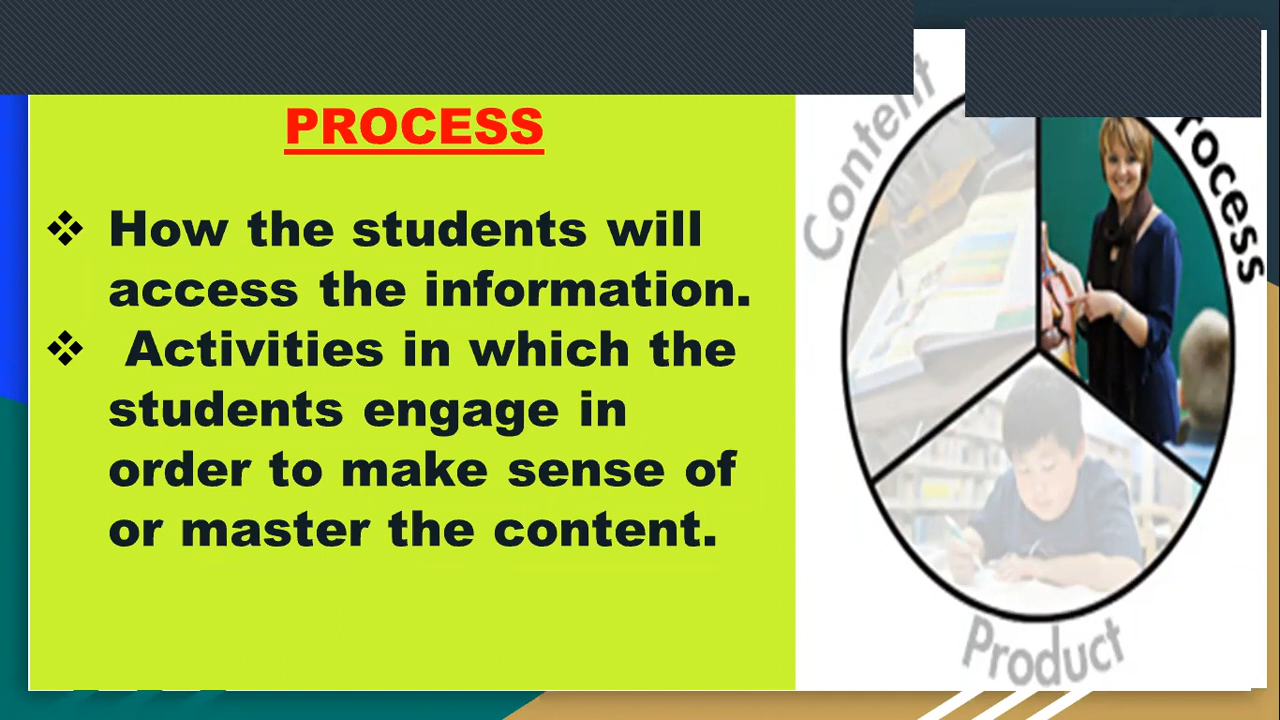 PROCESS
❖ How the students will
access the information.
❖ Activities in which the
students engage in
order to make sense of
or master the content.
Content
rocess
Product